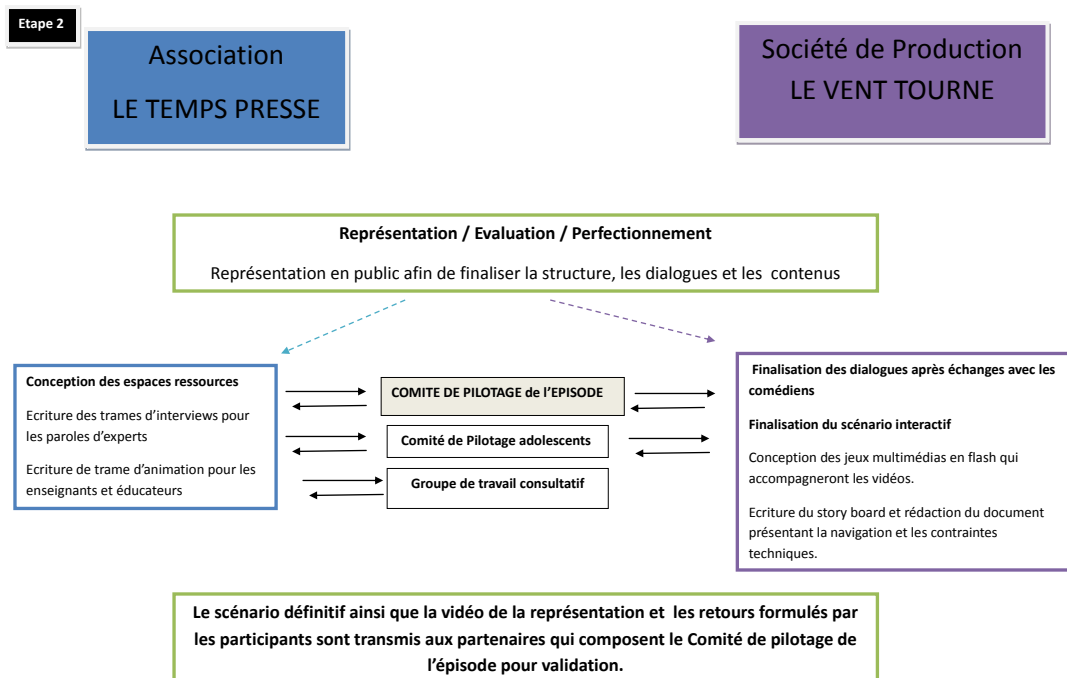 Etape 2
Association
LE TEMPS PRESSE
Société de Production
LE VENT TOURNE
Représentation / Evaluation / Perfectionnement
Représentation en public afin de finaliser la structure, les dialogues et les contenus
Conception des espaces ressources
Ecriture des trames d’interviews pour
les paroles d’experts
Ecriture de trame d’animation pour les
enseignants et éducateurs
COMITE DE PILOTAGE de l’EPISODE
Comité de Pilotage adolescents
Groupe de travail consultatif
Finalisation des dialogues après échanges avec les
comédiens
Finalisation du scénario interactif
Conception des jeux multimédias en flash qui
accompagneront les vidéos.
Ecriture du story board et rédaction du document
présentant la navigation et les contraintes
techniques.
Le scénario définitif ainsi que la vidéo de la représentation et les retours formulés par
les participants sont transmis aux partenaires qui composent le Comité de pilotage de
l’épisode pour validation.